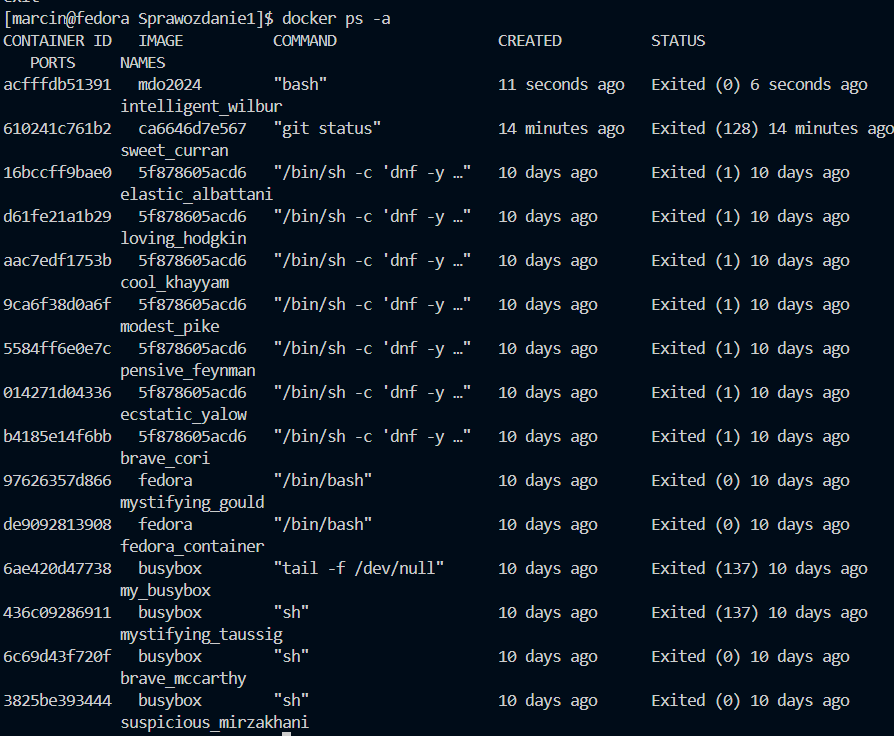 exit
[marcin@fedora Sprawozdanie1]$ docker ps -a
CONTAINER ID   IMAGE          COMMAND                  CREATED          STATUS
   PORTS     NAMES
acfffdb51391   mdo2024        "bash"                   11 seconds ago   Exited (0) 6 seconds ago
             intelligent_wilbur
610241c761b2   ca6646d7e567   "git status"             14 minutes ago   Exited (128) 14 minutes ago
             sweet_curran
16bccff9bae0   5f878605acd6   "/bin/sh -c 'dnf -y …"   10 days ago      Exited (1) 10 days ago
             elastic_albattani
d61fe21a1b29   5f878605acd6   "/bin/sh -c 'dnf -y …"   10 days ago      Exited (1) 10 days ago
             loving_hodgkin
aac7edf1753b   5f878605acd6   "/bin/sh -c 'dnf -y …"   10 days ago      Exited (1) 10 days ago
             cool_khayyam
9ca6f38d0a6f   5f878605acd6   "/bin/sh -c 'dnf -y …"   10 days ago      Exited (1) 10 days ago
             modest_pike
5584ff6e0e7c   5f878605acd6   "/bin/sh -c 'dnf -y …"   10 days ago      Exited (1) 10 days ago
             pensive_feynman
014271d04336   5f878605acd6   "/bin/sh -c 'dnf -y …"   10 days ago      Exited (1) 10 days ago
             ecstatic_yalow
b4185e14f6bb   5f878605acd6   "/bin/sh -c 'dnf -y …"   10 days ago      Exited (1) 10 days ago
             brave_cori
97626357d866   fedora         "/bin/bash"              10 days ago      Exited (0) 10 days ago
             mystifying_gould
de9092813908   fedora         "/bin/bash"              10 days ago      Exited (0) 10 days ago
             fedora_container
6ae420d47738   busybox        "tail -f /dev/null"      10 days ago      Exited (137) 10 days ago
             my_busybox
436c09286911   busybox        "sh"                     10 days ago      Exited (137) 10 days ago
             mystifying_taussig
6c69d43f720f   busybox        "sh"                     10 days ago      Exited (0) 10 days ago
             brave_mccarthy
3825be393444   busybox        "sh"                     10 days ago      Exited (0) 10 days ago
             suspicious_mirzakhani